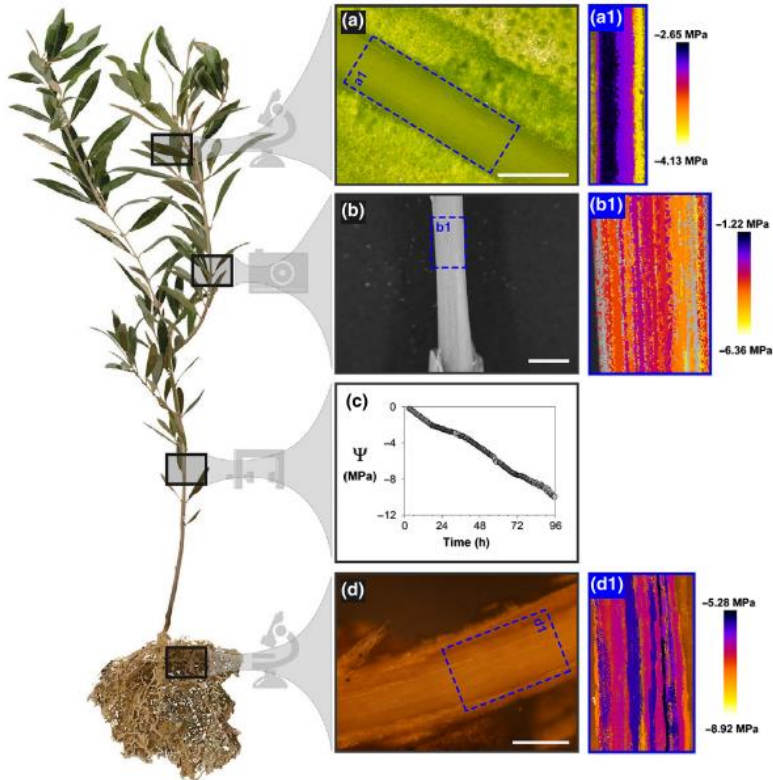 (a)
a1
(a1)
−2.65 MPa
−4.13 MPa
(b)
b1
(b1)
−1.22 MPa
−6.36 MPa
(c)
0
−4
−8
−12
Ψ
(MPa)
0 24 48 72 96
Time (h)
(d)
d1
(d1)
−5.28 MPa
−8.92 MPa